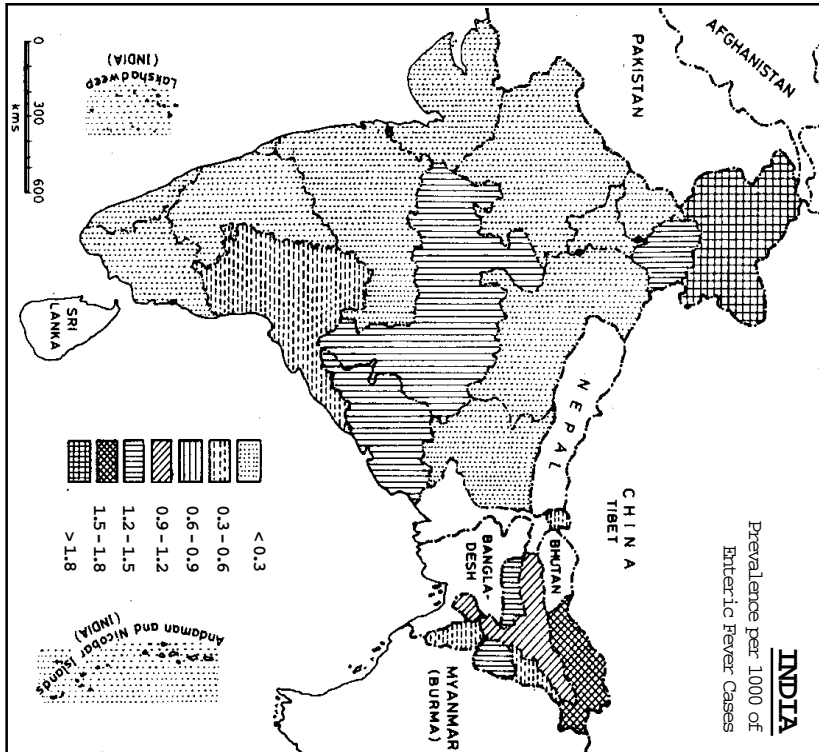 INDIA
Prevalence per 1000 of
Enteric Fever Cases
AFGHANISTAN
PAKISTAN
CHINA
TIBET
NEPAL
BHUTAN
BANGLA-
DESH
MYANMAR
(BURMA)
SRI
LANKA
Lakshadweep
(INDIA)
Andaman and Nicobar Islands
(INDIA)
0
300
600
kms
< 0.3
0.3 – 0.6
0.6 – 0.9
0.9 – 1.2
1.2 – 1.5
1.5 – 1.8
> 1.8